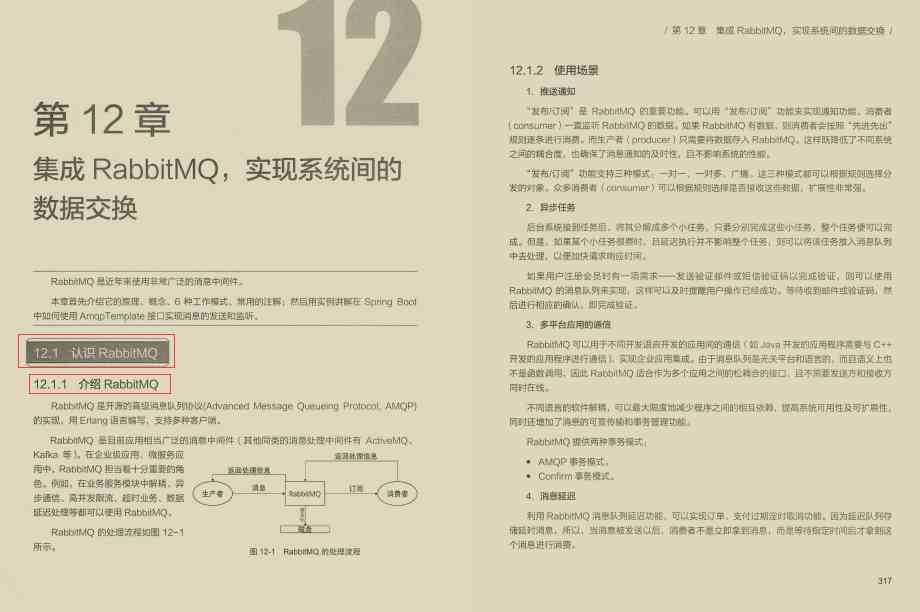 12
第 12 章
集成 RabbitMQ，实现系统间的
数据交换
RabbitMQ 是近年来使用非常广泛的消息中间件。
本章首先介绍它的原理、概念、6 种工作模式、常用的注解；然后用实例讲解在 Spring Boot
中如何使用 AmqpTemplate 接口实现消息的发送和监听。
12.1 认识 RabbitMQ
12.1.1 介绍 RabbitMQ
RabbitMQ 是开源的高级消息队列协议(Advanced Message Queueing Protocol, AMQP)
的实现，用 Erlang 语言编写，支持多种客户端。
RabbitMQ 是目前应用相当广泛的消息中间件（其他同类的消息处理中间件有 ActiveMQ、
Kafka 等）。在企业级应用、微服务应
用中，RabbitMQ 担当着十分重要的角
色。例如，在业务服务模块中解耦、异
步通信、高并发限流、超时业务、数据
延迟处理等都可以使用 RabbitMQ。
RabbitMQ 的处理流程如图 12-1
所示。
返回处理信息
返回处理信息
生产者
消息
RabbitMQ
订阅
消费者
图 12-1 RabbitMQ 的处理流程
/ 第 12 章 集成 RabbitMQ，实现系统间的数据交换 /
12.1.2 使用场景
1. 推送通知
“发布/订阅”是 RabbitMQ 的重要功能。可以用“发布/订阅”功能来实现通知功能。消费者
（consumer）一直监听 RabbitMQ 的数据。如果 RabbitMQ 有数据，则消费者会按照“先进先出”
规则逐条进行消费。而生产者（producer）只需要将数据存入 RabbitMQ。这样既降低了不同系统
之间的耦合度，也确保了消息通知的及时性，且不影响系统的性能。
“发布/订阅”功能支持三种模式：一对一、一对多、广播。这三种模式都可以根据规则选择分
发的对象。众多消费者（consumer）可以根据规则选择是否接收这些数据，扩展性非常强。
2. 异步任务
后台系统接到任务后，将其分解成多个小任务，只要分别完成这些小任务，整个任务便可以完
成。但是，如果某个小任务很费时，且延迟执行并不影响整个任务，则可以将该任务放入消息队列
中去处理，以便加快请求响应时间。
如果用户注册会员时有一项需求——发送验证邮件或短信验证码以完成验证，则可以使用
RabbitMQ 的消息队列来实现，这样可以及时提醒用户操作已经成功。等待收到邮件或验证码，然
后进行相应的确认，即完成验证。
3. 多平台应用的通信
RabbitMQ 可以用于不同开发语言开发的应用间的通信（如 Java 开发的应用程序需要与 C++
开发的应用程序进行通信），实现企业应用集成。由于消息队列是无关平台和语言的，而且语义上也
不是函数调用，因此 RabbitMQ 适合作为多个应用之间的松耦合的接口，且不需要发送方和接收方
同时在线。
不同语言的软件解耦，可以最大限度地减少程序之间的相互依赖，提高系统可用性及可扩展性，
同时还增加了消息的可靠传输和事务管理功能。
RabbitMQ 提供两种事务模式：
● AMQP 事务模式。
● Confirm 事务模式。
4. 消息延迟
利用 RabbitMQ 消息队列延迟功能，可以实现订单、支付过期定时取消功能。因为延迟队列存
储延时消息，所以，当消息被发送以后，消费者不是立即拿到消息，而是等待指定时间后才拿到这
个消息进行消费。
317